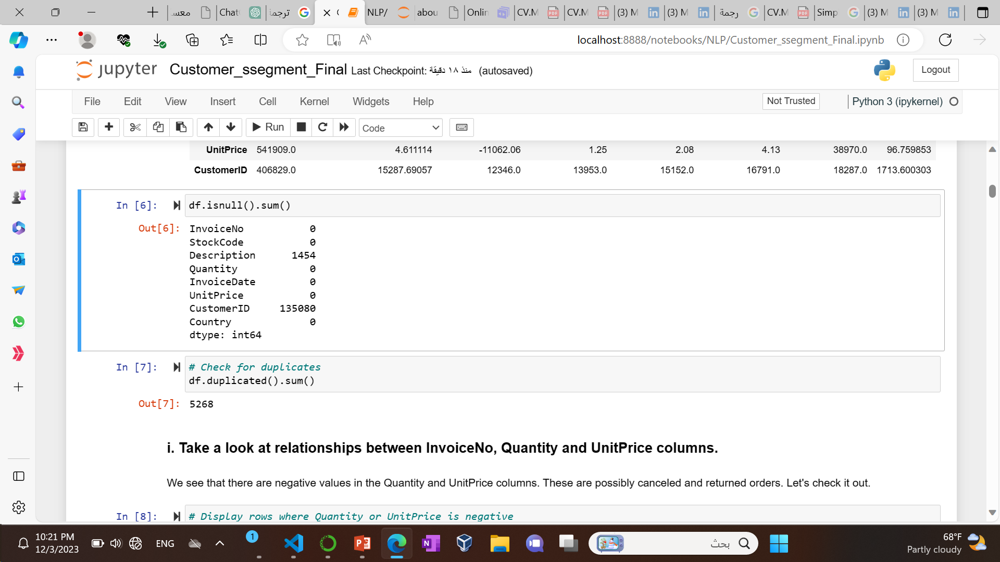 معس
Chat
ترجمة
NLP/
abou
Onlin
CV.M
CV.M
(3) M
(3) M
رجمة
CV.M
Simp
(3) M
(3) M
localhost:8888/notebooks/NLP/Customer_ssegment_Final.ipynb
jupyter Customer_ssegment_Final Last Checkpoint: منذ ١٨ دقيقة (autosaved)
Logout
File Edit View Insert Cell Kernel Widgets Help
Not Trusted
Python 3 (ipykernel)
Run
Code
UnitPrice 541909.0 4.611114 -11062.06 1.25 2.08 4.13 38970.0 96.759853
CustomerID 406829.0 15287.69057 12346.0 13953.0 15152.0 16791.0 18287.0 1713.600303
In [6]: df.isnull().sum()
Out[6]: InvoiceNo 0
StockCode 0
Description 1454
Quantity 0
InvoiceDate 0
UnitPrice 0
CustomerID 135080
Country 0
dtype: int64
In [7]: # Check for duplicates
df.duplicated().sum()
Out[7]: 5268
i. Take a look at relationships between InvoiceNo, Quantity and UnitPrice columns.
We see that there are negative values in the Quantity and UnitPrice columns. These are possibly canceled and returned orders. Let's check it out.
In [8]: # Display rows where Quantity or UnitPrice is negative
10:21 PM
12/3/2023
ENG
1
بحث
68°F
Partly cloudy